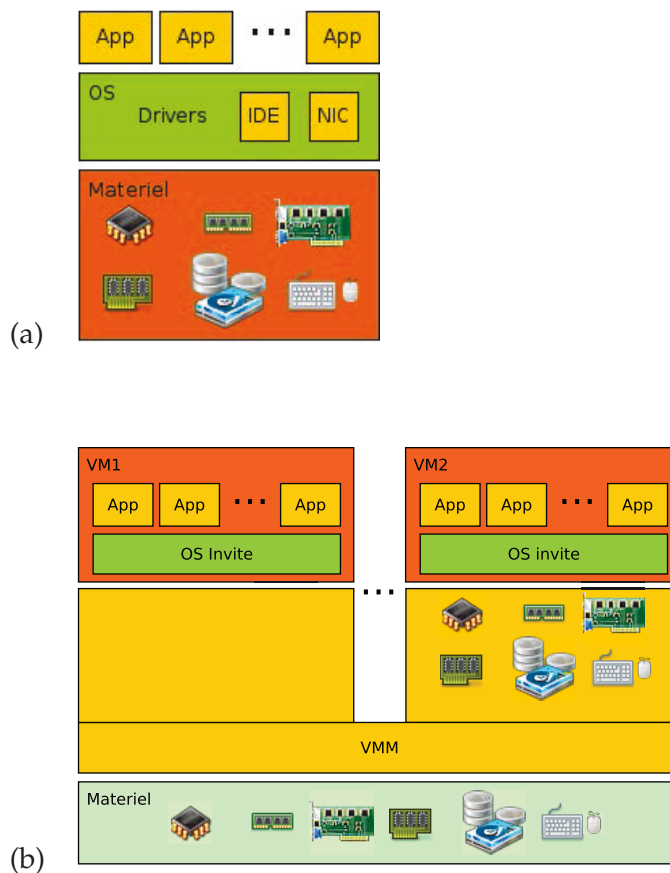 App App ... App
OS
Drivers IDE NIC
Materiel
(a)
VM1
App App ... App
OS Invite
VM2
App App ... App
OS invite
...
VMM
Materiel
(b)